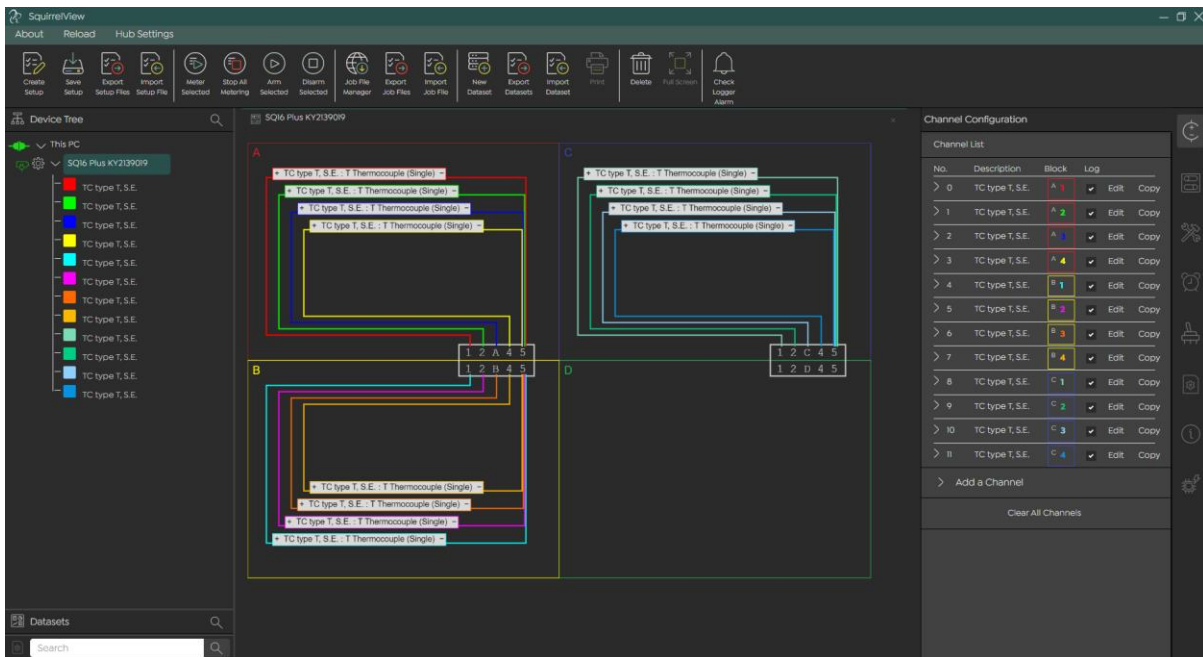 SquirrelView
About Reload Hub Settings
Create Setup
Save Setup
Export Setup Files
Import Setup File
Meter Selected
Stop All Metering
Arm Selected
Disarm Selected
Job File Manager
Export Job Files
Import Job File
New Dataset
Export Datasets
Import Dataset
Print
Delete
Full Screen
Check Logger Alarm
Device Tree
This PC
SQ16 Plus KY2139019
TC type T, S.E.
TC type T, S.E.
TC type T, S.E.
TC type T, S.E.
TC type T, S.E.
TC type T, S.E.
TC type T, S.E.
TC type T, S.E.
TC type T, S.E.
TC type T, S.E.
TC type T, S.E.
TC type T, S.E.
Datasets
Search
SQ16 Plus KY2139019
A
+ TC type T, S.E. : T Thermocouple (Single) −
+ TC type T, S.E. : T Thermocouple (Single) −
+ TC type T, S.E. : T Thermocouple (Single) −
+ TC type T, S.E. : T Thermocouple (Single) −
1 2 A 4 5
C
+ TC type T, S.E. : T Thermocouple (Single) −
+ TC type T, S.E. : T Thermocouple (Single) −
+ TC type T, S.E. : T Thermocouple (Single) −
+ TC type T, S.E. : T Thermocouple (Single) −
1 2 C 4 5
B
1 2 B 4 5
+ TC type T, S.E. : T Thermocouple (Single) −
+ TC type T, S.E. : T Thermocouple (Single) −
+ TC type T, S.E. : T Thermocouple (Single) −
+ TC type T, S.E. : T Thermocouple (Single) −
D
1 2 D 4 5
Channel Configuration
Channel List
No. Description Block Log
0 TC type T, S.E. A 1 Edit Copy
1 TC type T, S.E. A 2 Edit Copy
2 TC type T, S.E. A 3 Edit Copy
3 TC type T, S.E. A 4 Edit Copy
4 TC type T, S.E. B 1 Edit Copy
5 TC type T, S.E. B 2 Edit Copy
6 TC type T, S.E. B 3 Edit Copy
7 TC type T, S.E. B 4 Edit Copy
8 TC type T, S.E. C 1 Edit Copy
9 TC type T, S.E. C 2 Edit Copy
10 TC type T, S.E. C 3 Edit Copy
11 TC type T, S.E. C 4 Edit Copy
Add a Channel
Clear All Channels